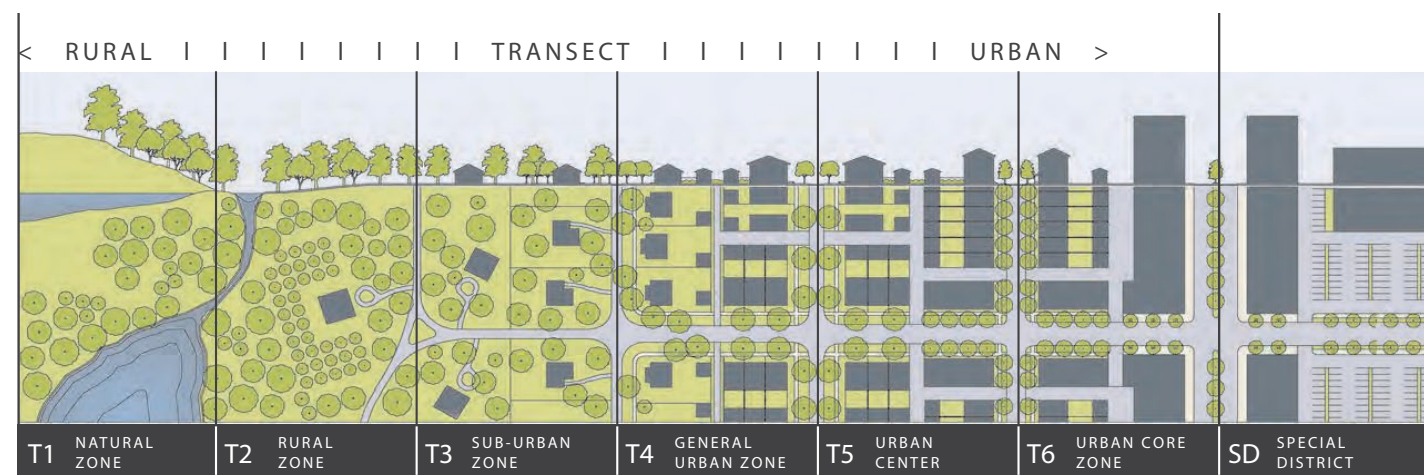 < RURAL I I I I I I I I TRANSECT I I I I I I I I URBAN >
T1 NATURAL
ZONE
T2 RURAL
ZONE
T3 SUB-URBAN
ZONE
T4 GENERAL
URBAN ZONE
T5 URBAN
CENTER
T6 URBAN CORE
ZONE
SD SPECIAL
DISTRICT